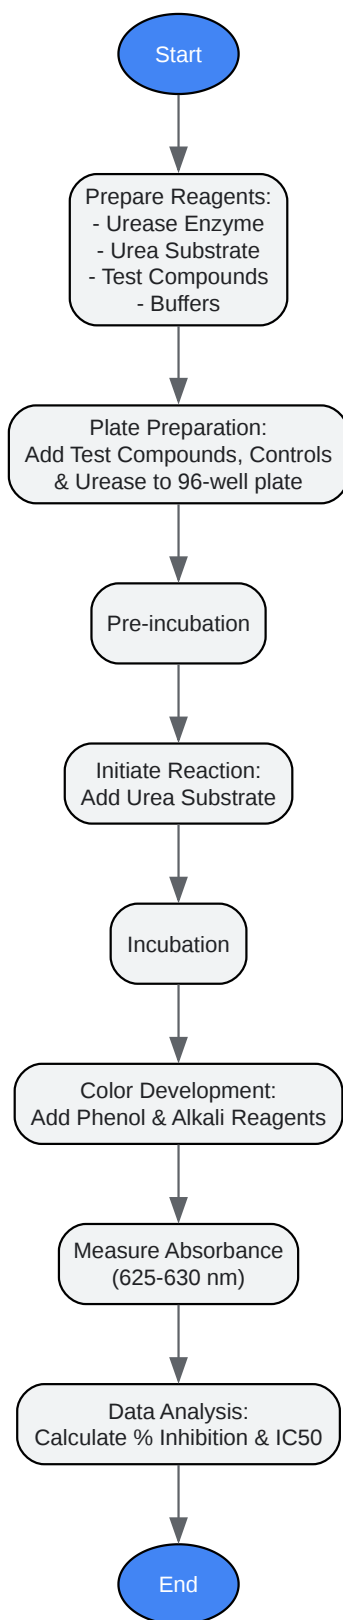 Start
Prepare Reagents:
- Urease Enzyme
- Urea Substrate
- Test Compounds
- Buffers
Plate Preparation:
Add Test Compounds, Controls
& Urease to 96-well plate
Pre-incubation
Initiate Reaction:
Add Urea Substrate
Incubation
Color Development:
Add Phenol & Alkali Reagents
Measure Absorbance
(625-630 nm)
Data Analysis:
Calculate % Inhibition & IC50
End